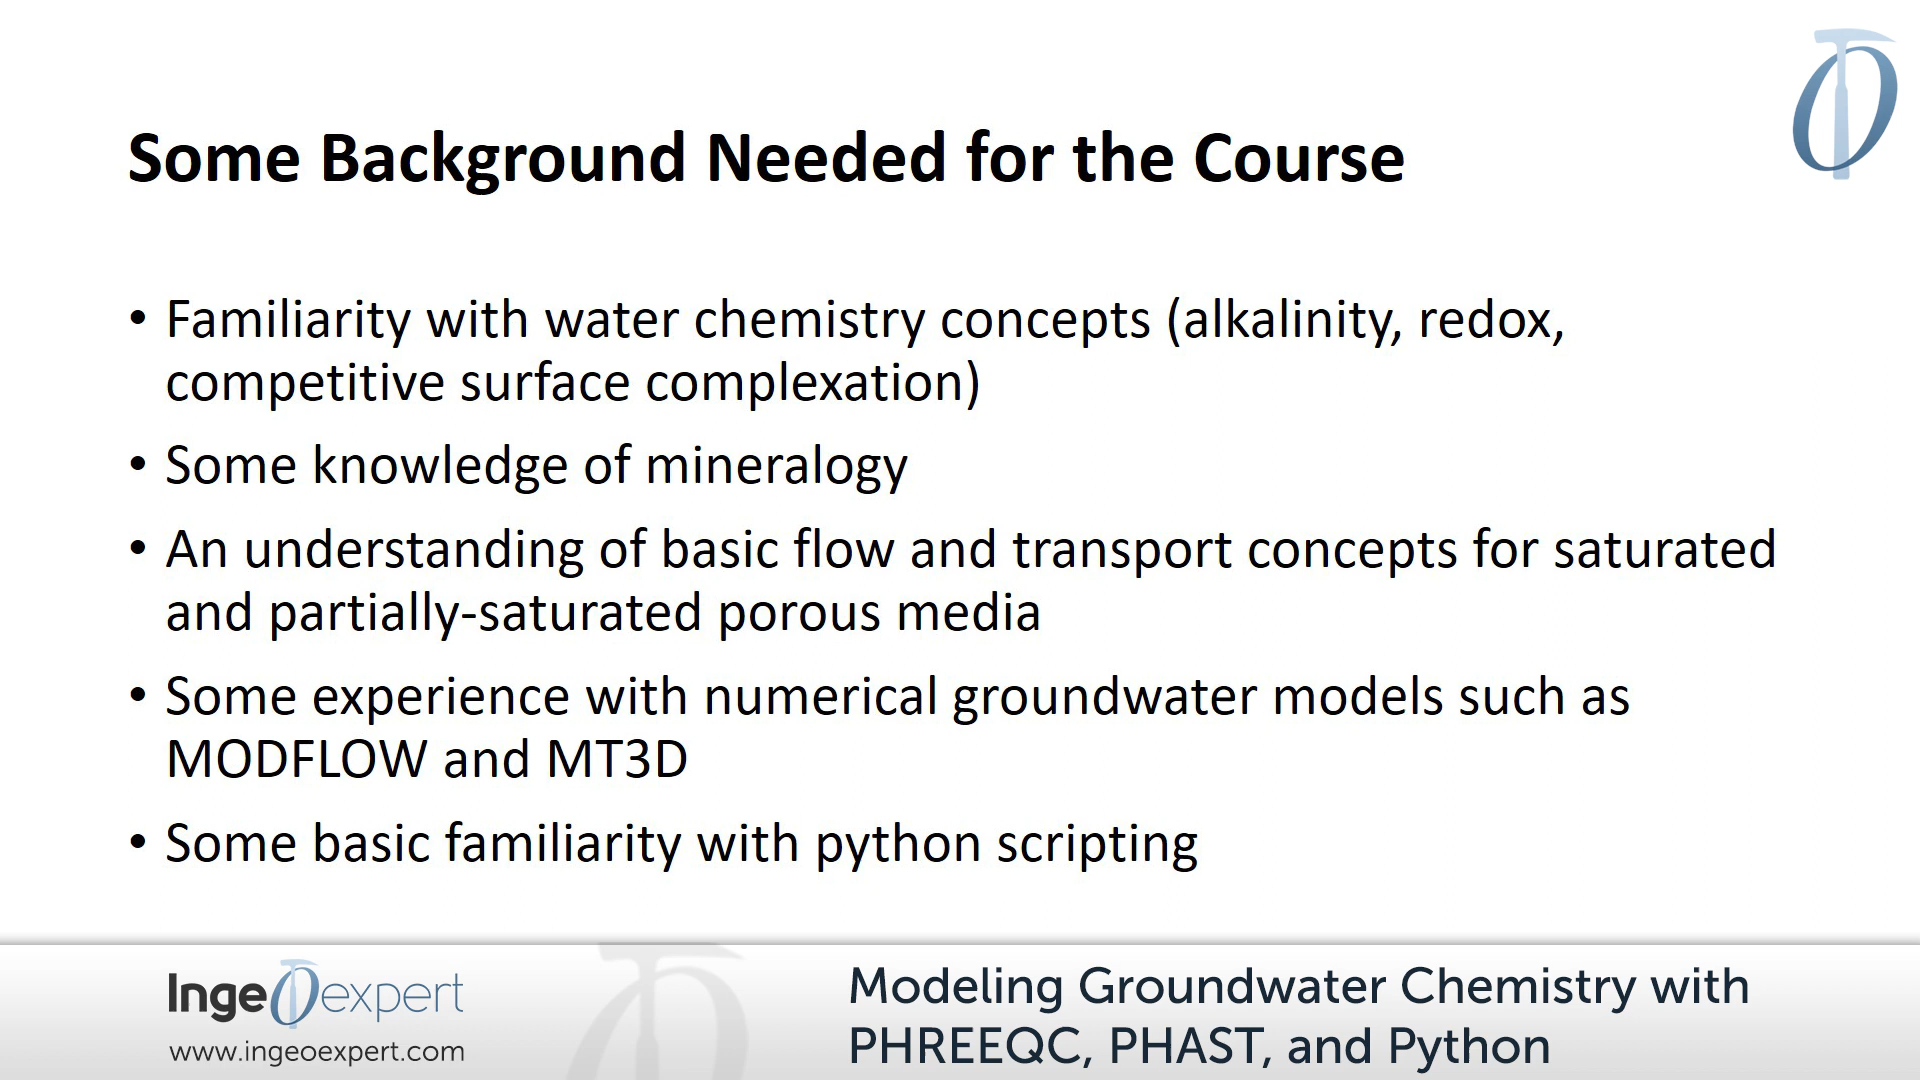 Some Background Needed for the Course
• Familiarity with water chemistry concepts (alkalinity, redox,
competitive surface complexation)
• Some knowledge of mineralogy
• An understanding of basic flow and transport concepts for saturated
and partially-saturated porous media
• Some experience with numerical groundwater models such as
MODFLOW and MT3D
• Some basic familiarity with python scripting
IngeOexpert
www.ingeoexpert.com
Modeling Groundwater Chemistry with
PHREEQC, PHAST, and Python